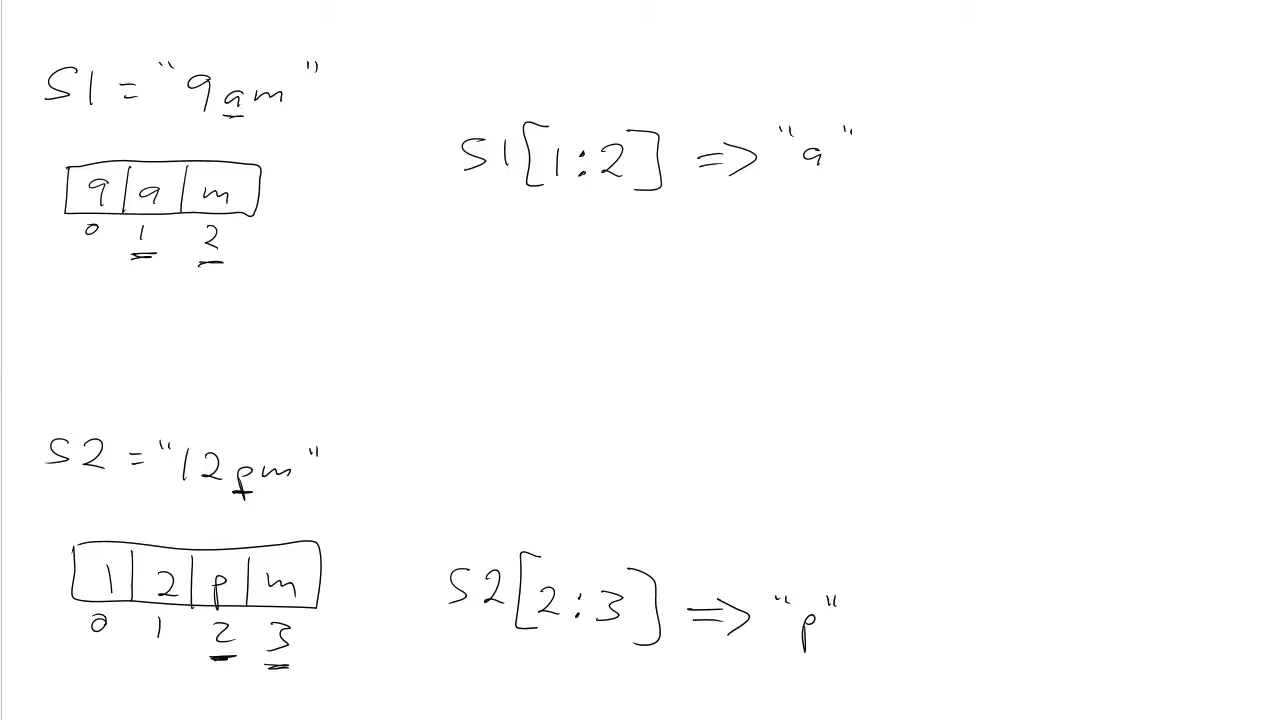 S1 = "9am"
S1[1:2] => "a"
9 a m
0 1 2
S2 = "12pm"
1 2 p m
0 1 2 3
S2[2:3] => "p"